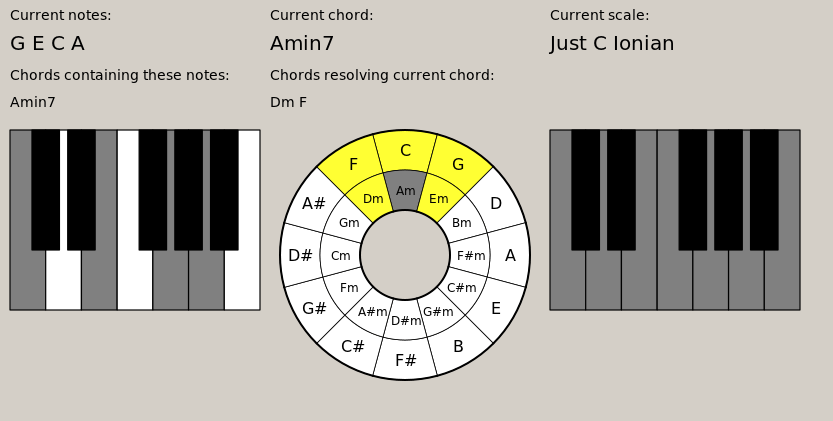 Current notes:
G E C A
Chords containing these notes:
Amin7
Current chord:
Amin7
Chords resolving current chord:
Dm F
Current scale:
Just C Ionian
C
F
G
Am
Dm
Em
A#
D
Gm
Bm
D#
Cm
F#m
A
Fm
C#m
G#
E
A#m
G#m
D#m
C#
B
F#